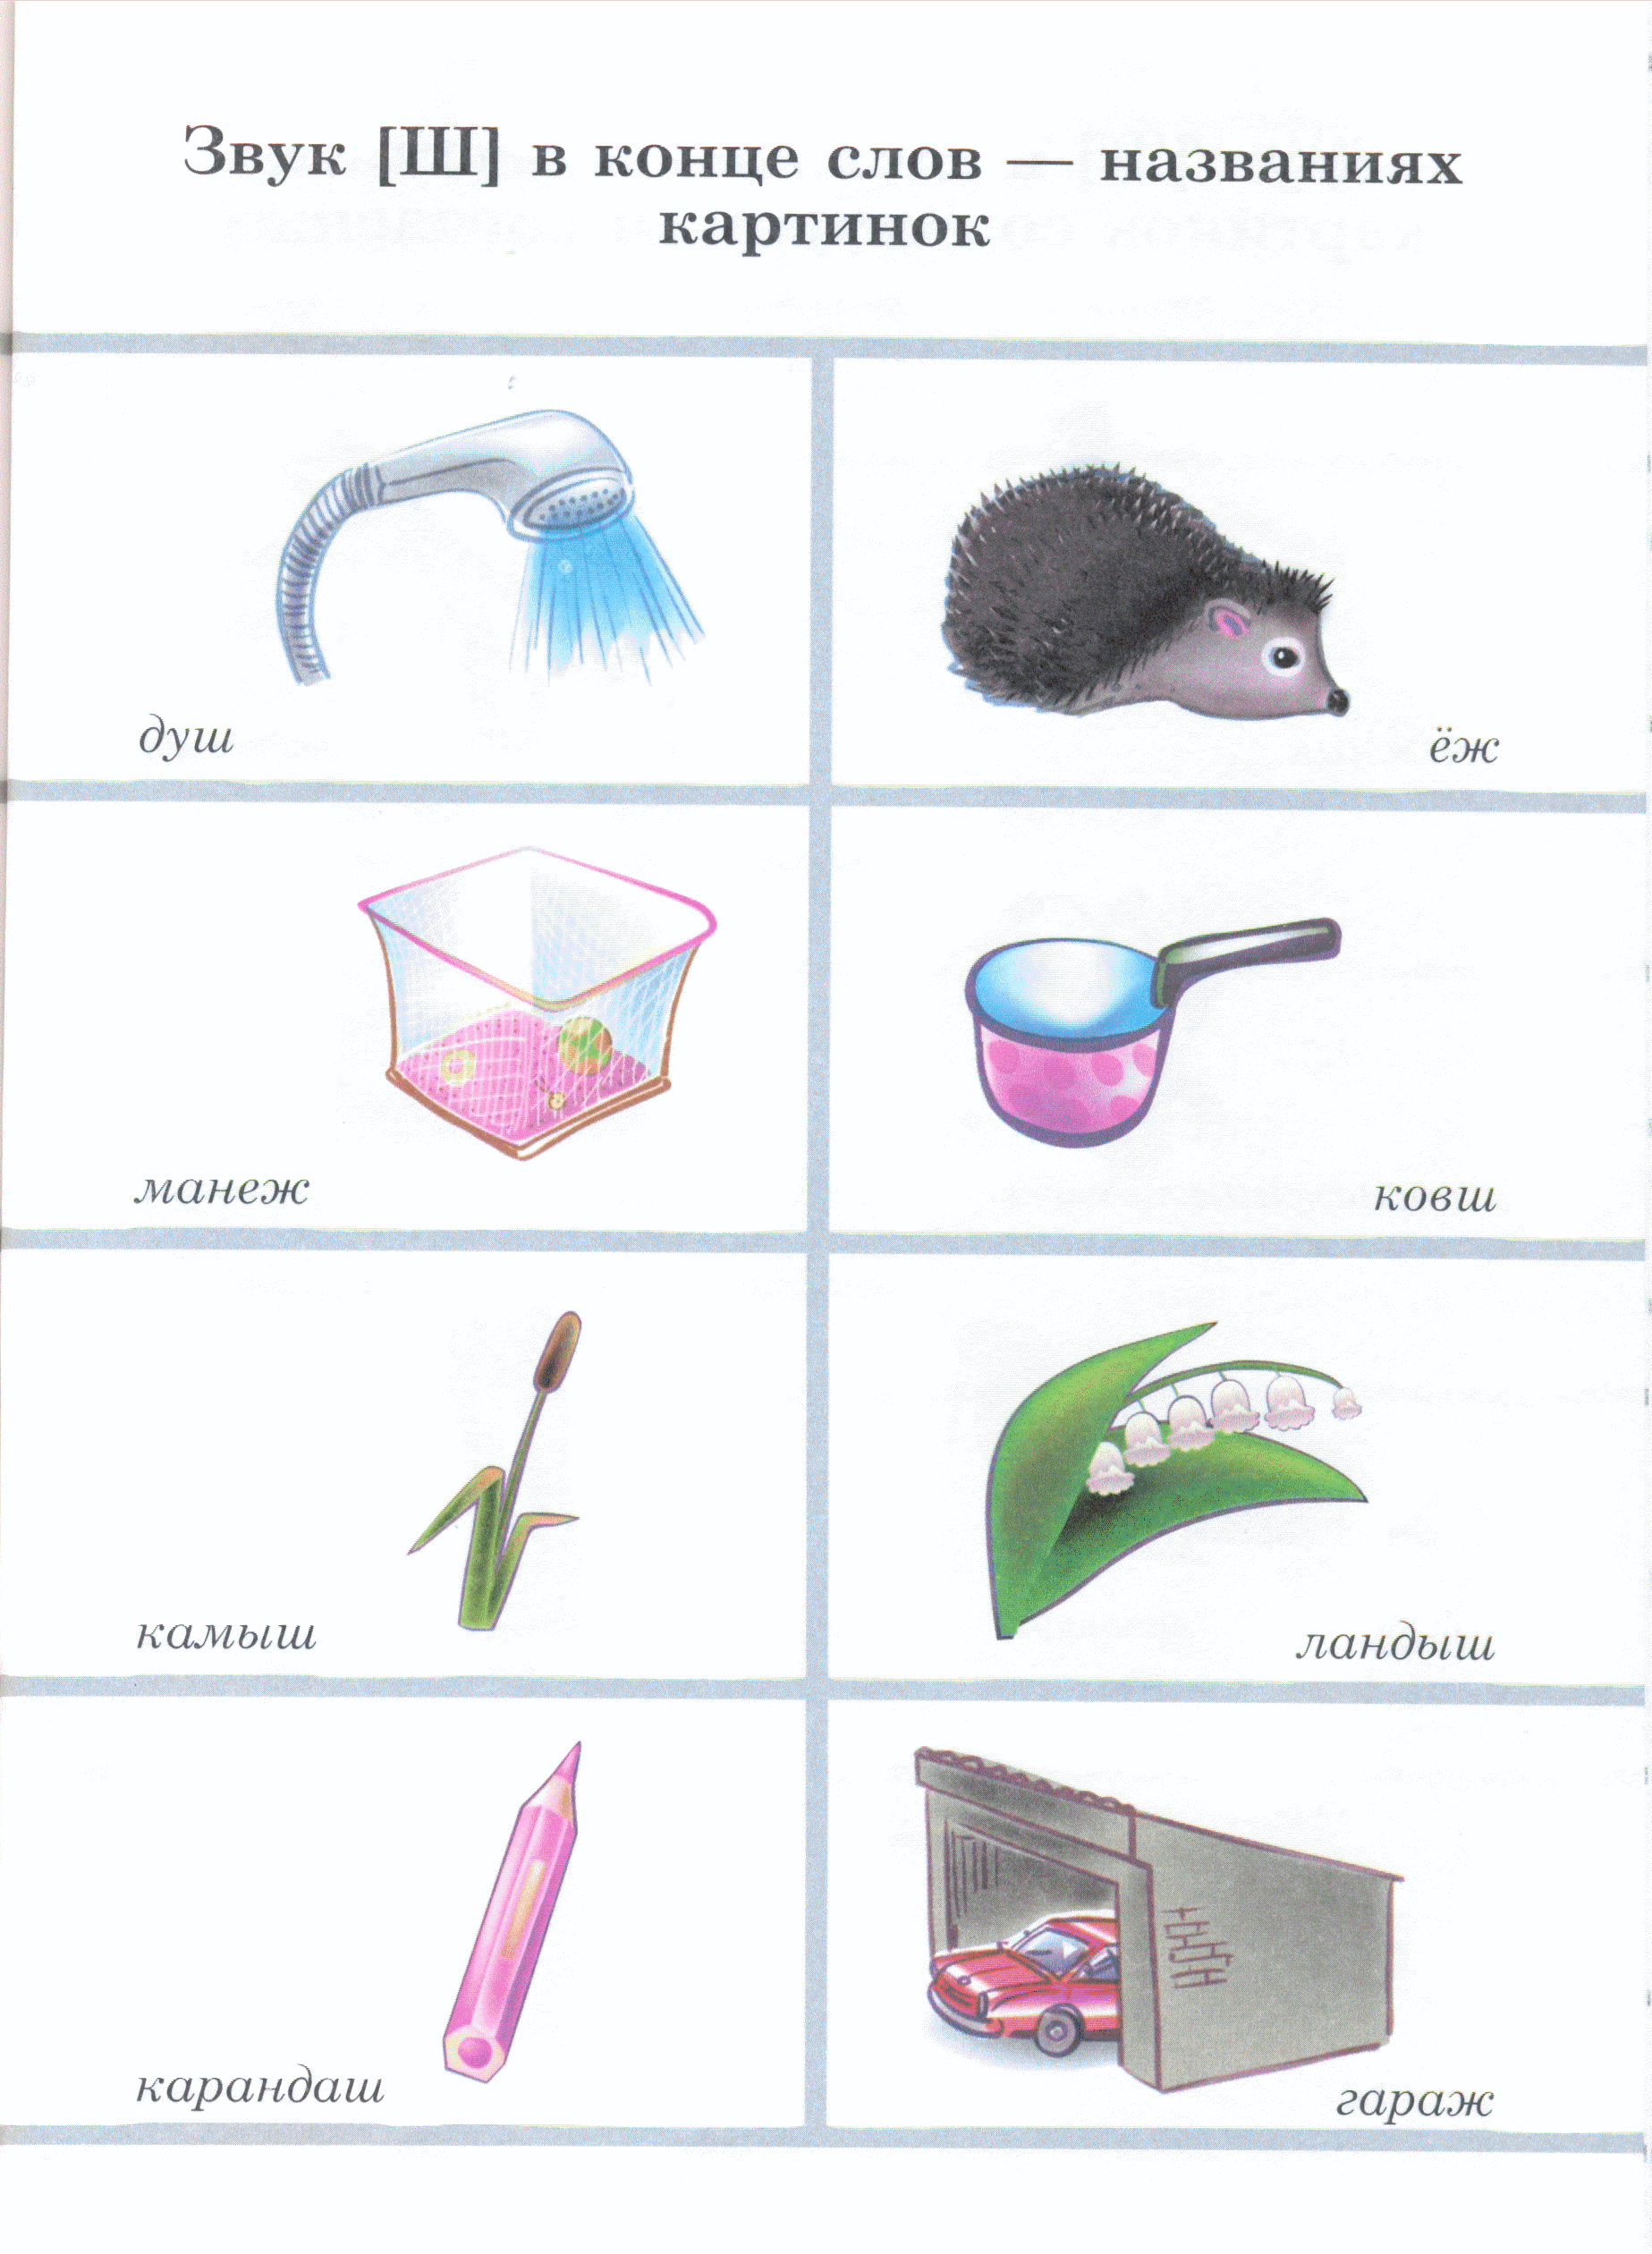 Звук [Ш] в конце слов — названиях
картинок
душ
ёж
манеж
ковш
камыш
ландыш
карандаш
гараж